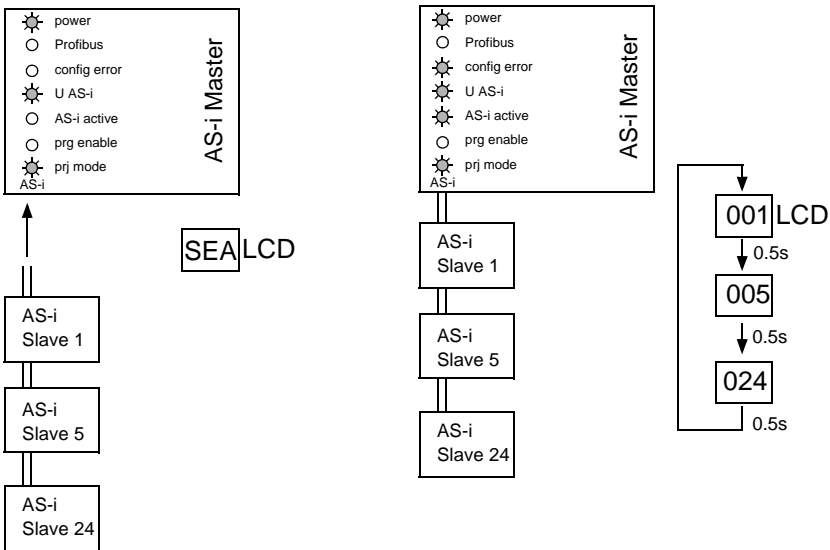 power
Profibus
config error
U AS-i
AS-i active
prg enable
prj mode
AS-i
AS-i Master
SEA LCD
AS-i
Slave 1
AS-i
Slave 5
AS-i
Slave 24
power
Profibus
config error
U AS-i
AS-i active
prg enable
prj mode
AS-i
AS-i Master
AS-i
Slave 1
AS-i
Slave 5
AS-i
Slave 24
001 LCD
0.5s
005
0.5s
024
0.5s